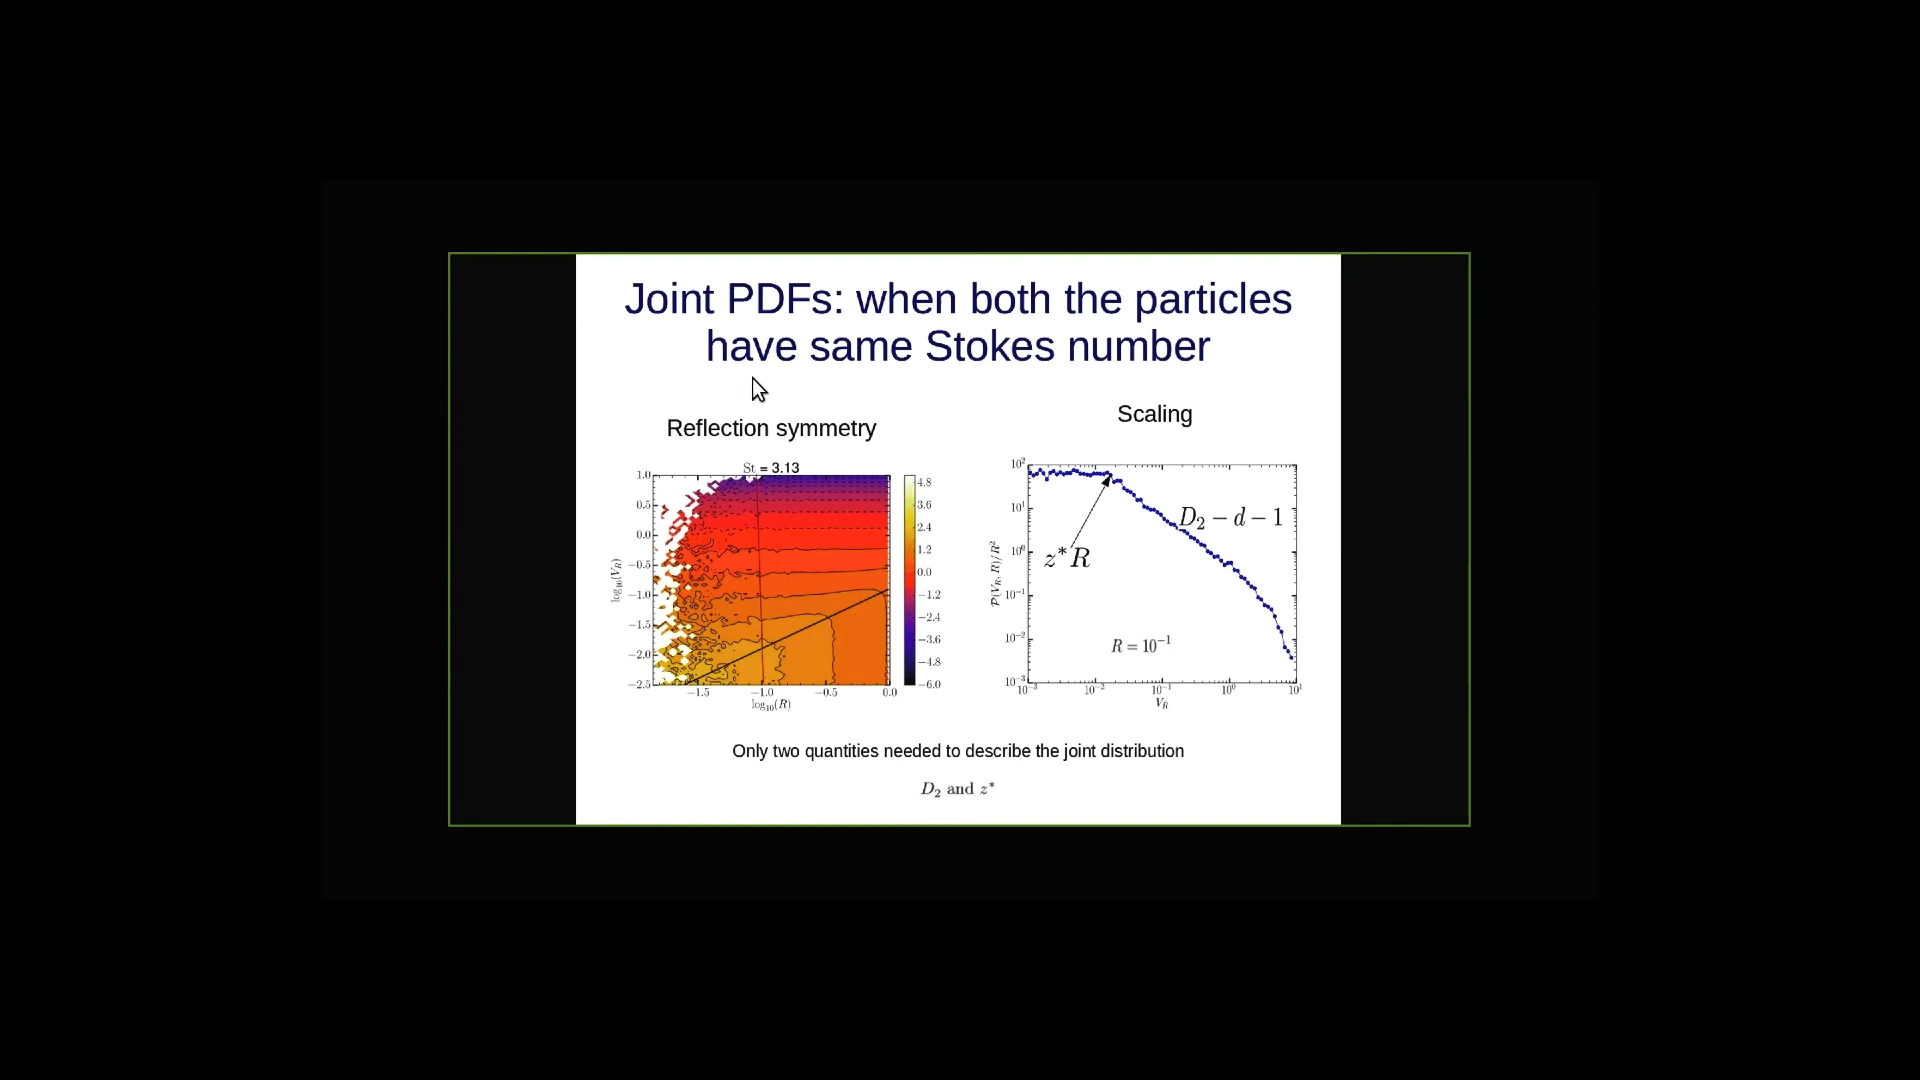 Joint PDFs: when both the particles
have same Stokes number
Reflection symmetry
Scaling
St = 3.13
1.0
0.5
0.0
−0.5
−1.0
−1.5
−2.0
−2.5
log₁₀(V_R)
−1.5
−1.0
−0.5
0.0
log₁₀(R)
4.8
3.6
2.4
1.2
0.0
−1.2
−2.4
−3.6
−4.8
−6.0
10²
10¹
10⁰
10⁻¹
10⁻²
10⁻³
P(V_R, R)/R²
D₂ − d − 1
z*R
R = 10⁻¹
10⁻²
10⁻¹
10⁰
10¹
V_R
Only two quantities needed to describe the joint distribution
D₂ and z*